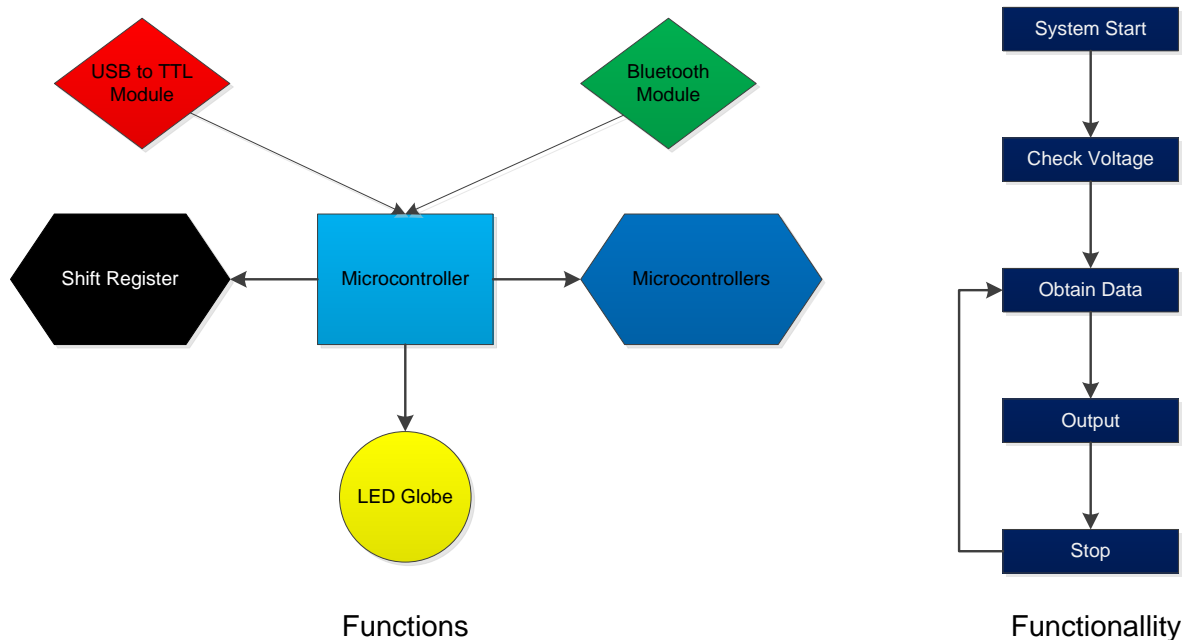 USB to TTL
Module
Bluetooth
Module
Shift Register
Microcontroller
Microcontrollers
LED Globe
Functions
System Start
Check Voltage
Obtain Data
Output
Stop
Functionallity